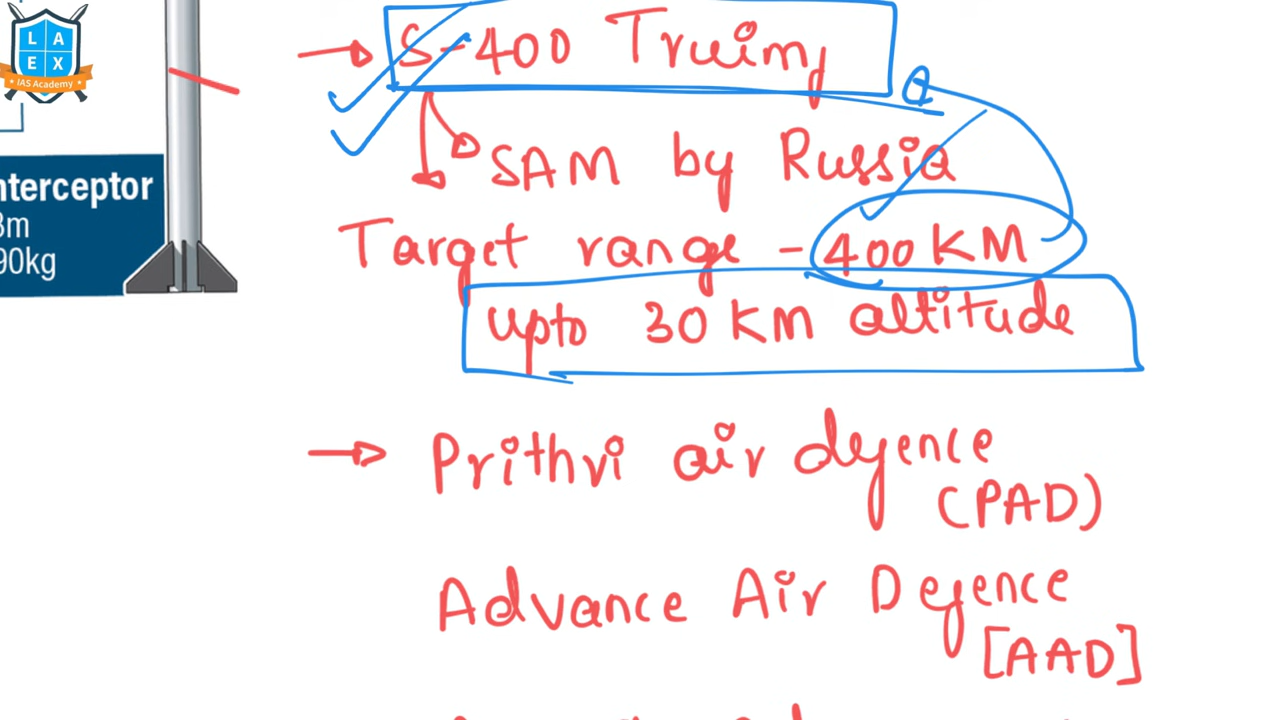 L A
E X
IAS Academy
nterceptor
3m
90kg
S-400 Truimf
SAM by Russia
Target range - 400 KM
upto 30 KM altitude
Prithvi air defence
(PAD)
Advance Air Defence
[AAD]